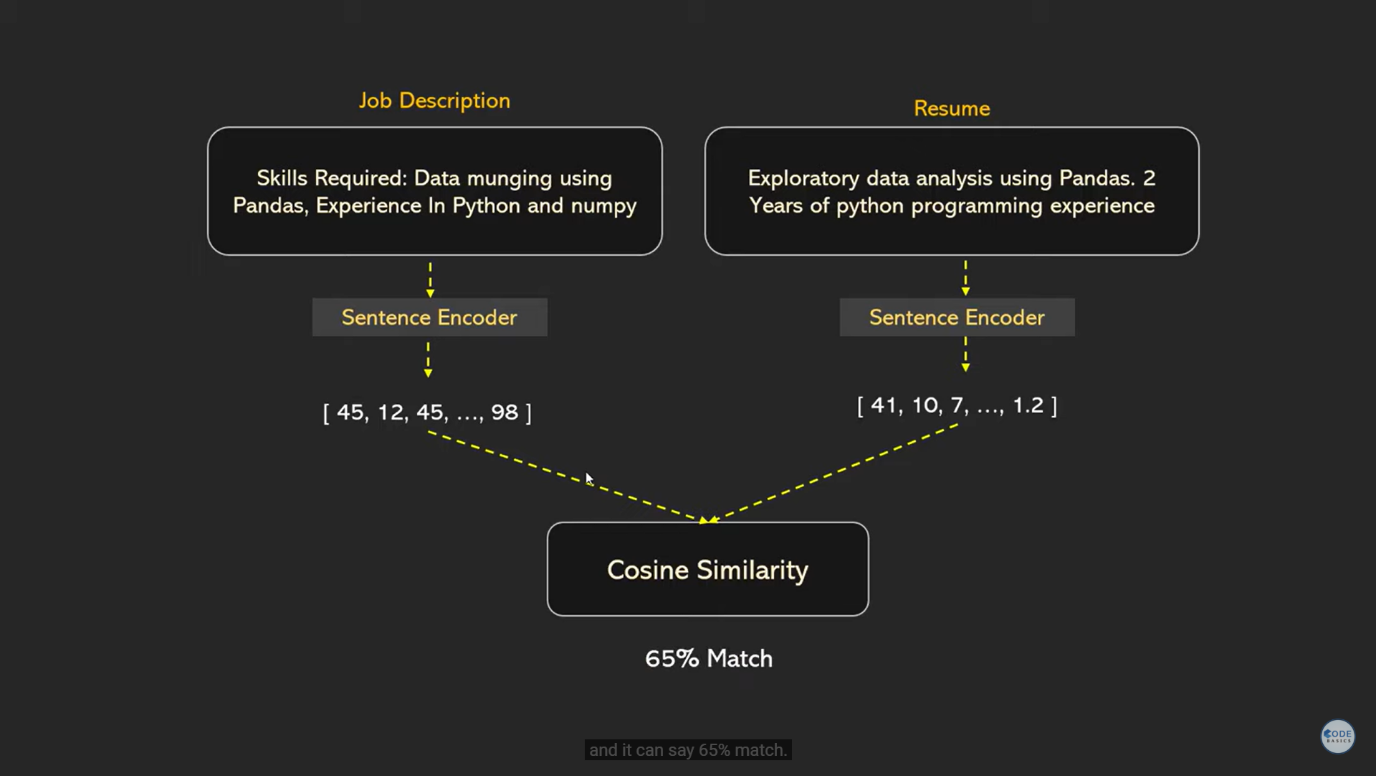 Job Description
Resume
Skills Required: Data munging using
Pandas, Experience In Python and numpy
Exploratory data analysis using Pandas. 2
Years of python programming experience
Sentence Encoder
Sentence Encoder
[ 45, 12, 45, ..., 98 ]
[ 41, 10, 7, ..., 1.2 ]
Cosine Similarity
65% Match
and it can say 65% match.
CODE
BASICS